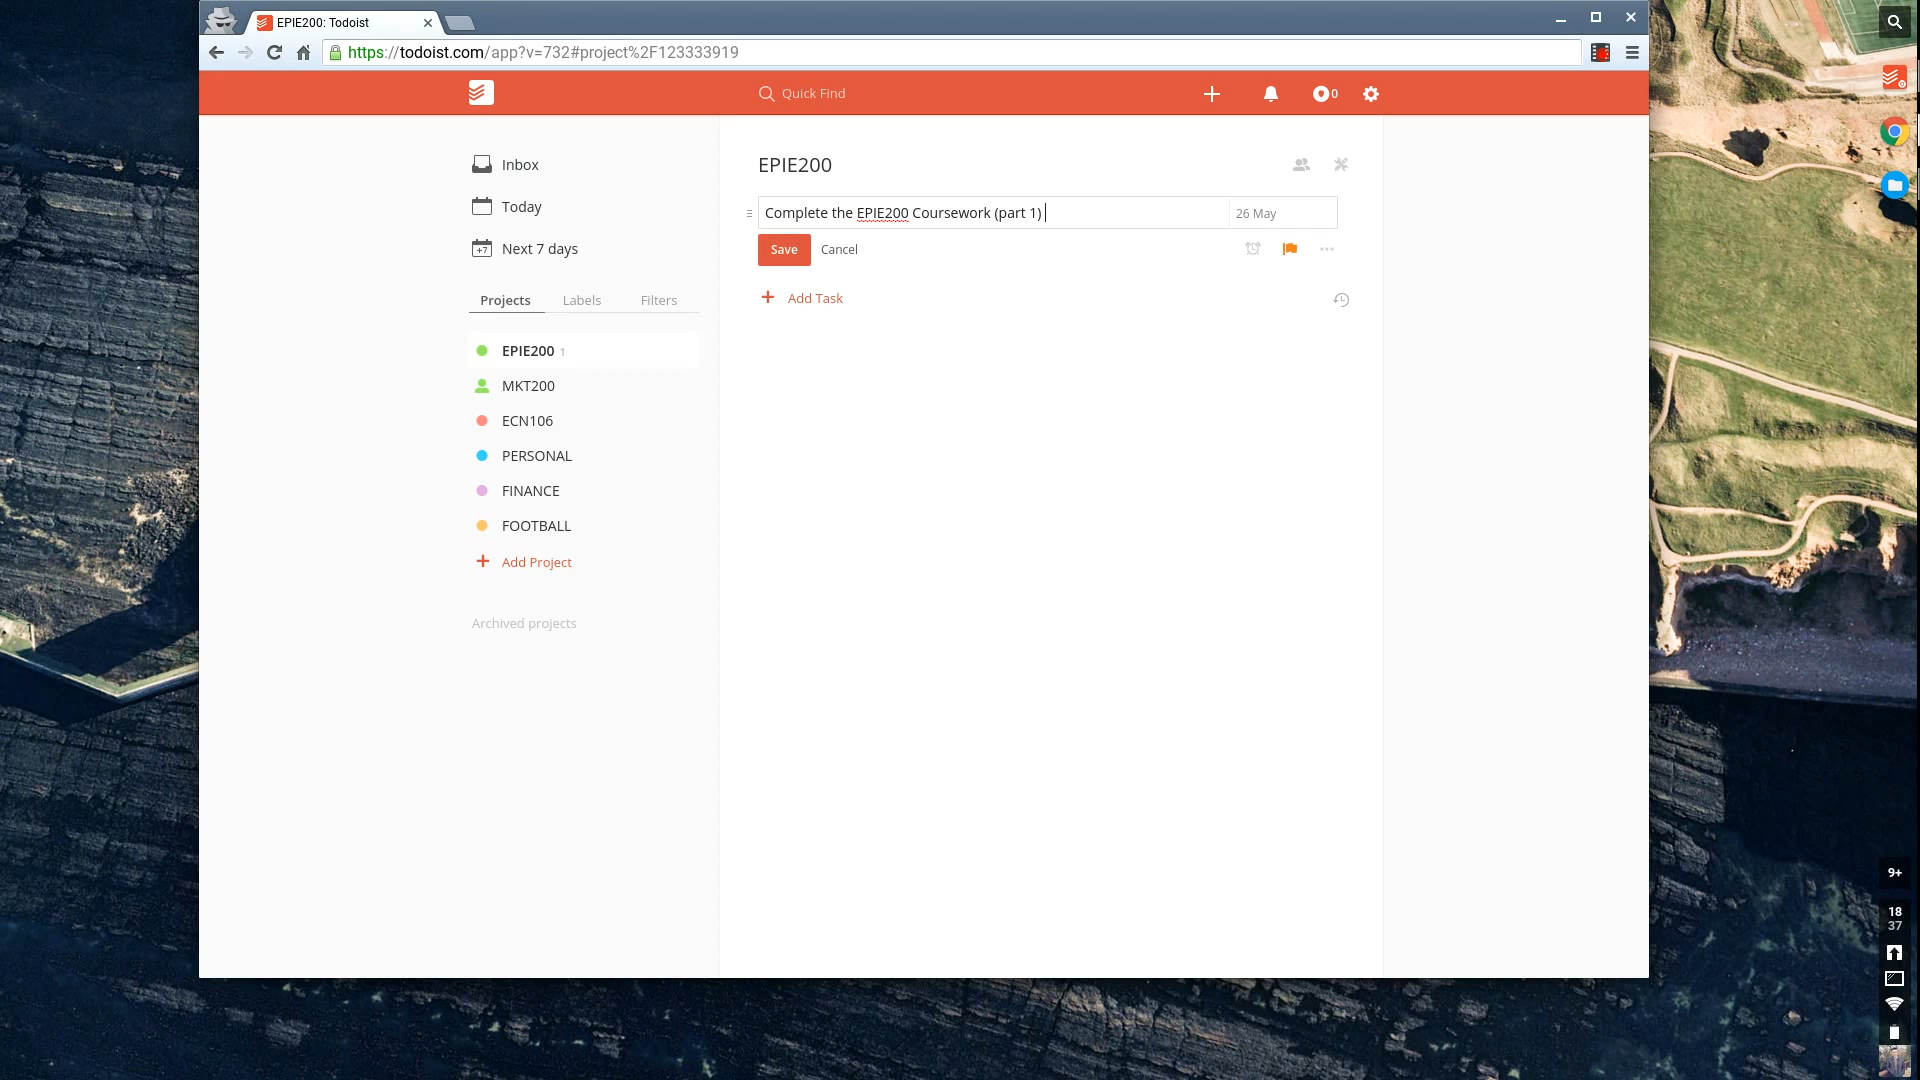 EPIE200: Todoist
https://todoist.com/app?v=732#project%2F123333919
Quick Find
0
Inbox
Today
+7 Next 7 days
Projects Labels Filters
EPIE200 1
MKT200
ECN106
PERSONAL
FINANCE
FOOTBALL
Add Project
Archived projects
EPIE200
Complete the EPIE200 Coursework (part 1)
26 May
Save Cancel
Add Task
9+
18
37